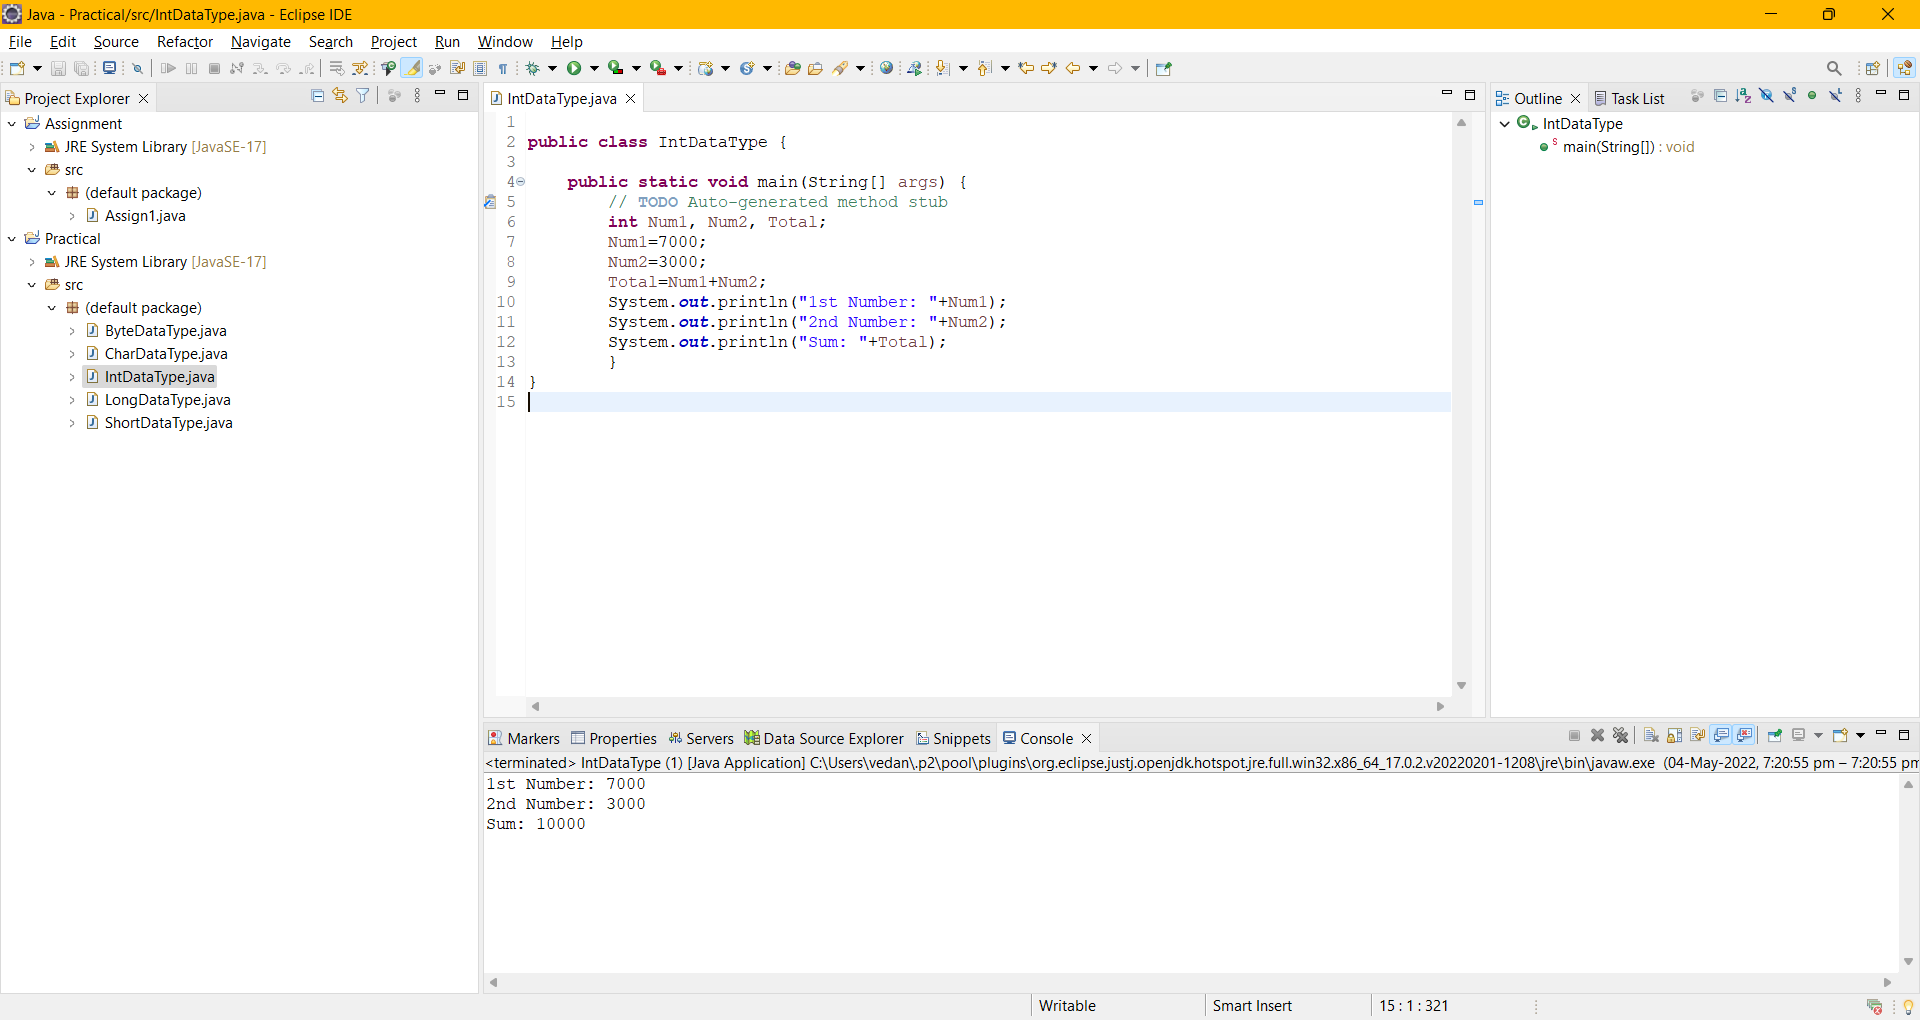 Java - Practical/src/IntDataType.java - Eclipse IDE
File Edit Source Refactor Navigate Search Project Run Window Help
Project Explorer
Assignment
JRE System Library [JavaSE-17]
src
(default package)
Assign1.java
Practical
JRE System Library [JavaSE-17]
src
(default package)
ByteDataType.java
CharDataType.java
IntDataType.java
LongDataType.java
ShortDataType.java
IntDataType.java
1
2 public class IntDataType {
3
4 public static void main(String[] args) {
5 // TODO Auto-generated method stub
6 int Num1, Num2, Total;
7 Num1=7000;
8 Num2=3000;
9 Total=Num1+Num2;
10 System.out.println("1st Number: "+Num1);
11 System.out.println("2nd Number: "+Num2);
12 System.out.println("Sum: "+Total);
13 }
14 }
15
Outline Task List
IntDataType
main(String[]) : void
Markers Properties Servers Data Source Explorer Snippets Console
<terminated> IntDataType (1) [Java Application] C:\Users\vedan\.p2\pool\plugins\org.eclipse.justj.openjdk.hotspot.jre.full.win32.x86_64_17.0.2.v20220201-1208\jre\bin\javaw.exe (04-May-2022, 7:20:55 pm – 7:20:55 pm
1st Number: 7000
2nd Number: 3000
Sum: 10000
Writable Smart Insert 15 : 1 : 321